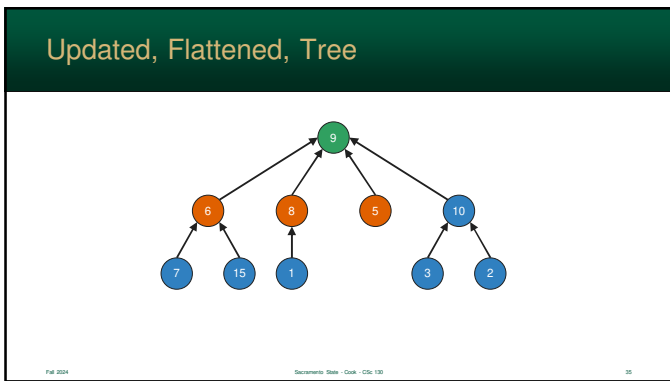 Updated, Flattened, Tree
9
6 8 5 10
7 15 1 3 2
Fall 2024 Sacramento State - Cook - CSc 130 35